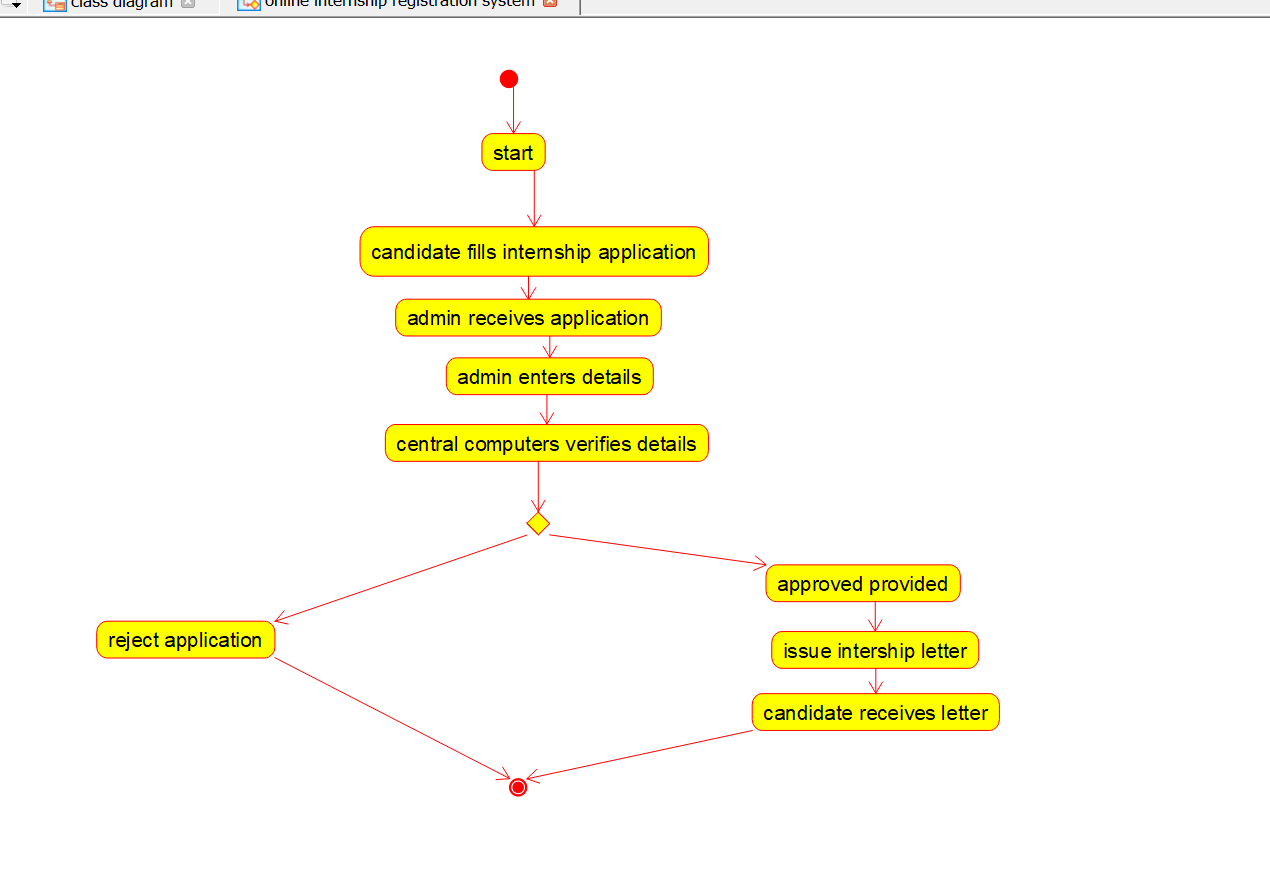 class diagram
online internship registration system
start
candidate fills internship application
admin receives application
admin enters details
central computers verifies details
approved provided
reject application
issue intership letter
candidate receives letter